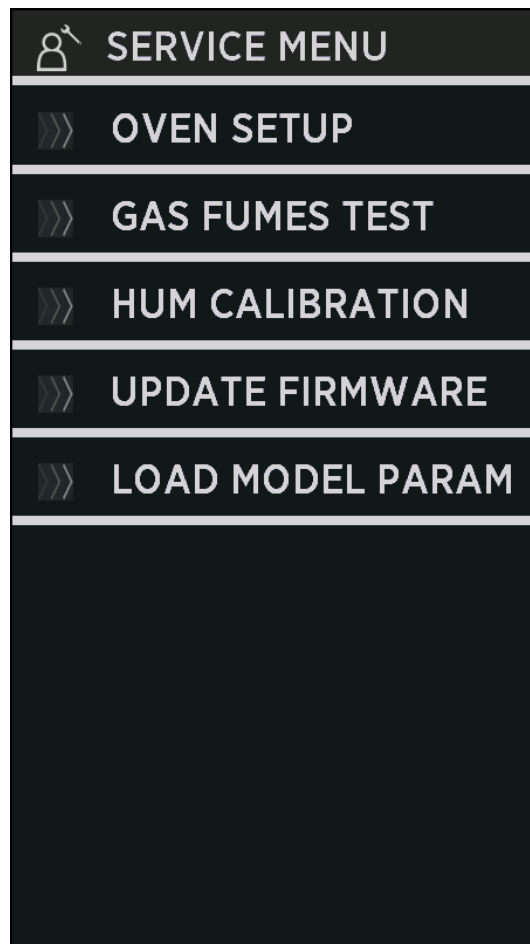 SERVICE MENU
OVEN SETUP
GAS FUMES TEST
HUM CALIBRATION
UPDATE FIRMWARE
LOAD MODEL PARAM